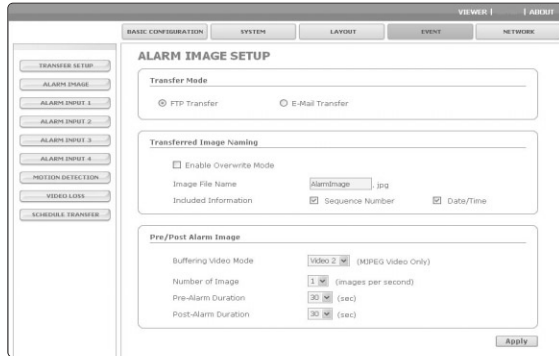 VIEWER | | ABOUT
BASIC CONFIGURATION SYSTEM LAYOUT EVENT NETWORK
TRANSFER SETUP
ALARM IMAGE
ALARM INPUT 1
ALARM INPUT 2
ALARM INPUT 3
ALARM INPUT 4
MOTION DETECTION
VIDEO LOSS
SCHEDULE TRANSFER
ALARM IMAGE SETUP
Transfer Mode
FTP Transfer E-Mail Transfer
Transferred Image Naming
Enable Overwrite Mode
Image File Name AlarmImage .jpg
Included Information Sequence Number Date/Time
Pre/Post Alarm Image
Buffering Video Mode Video 2 (MJPEG Video Only)
Number of Image 1 (images per second)
Pre-Alarm Duration 30 (sec)
Post-Alarm Duration 30 (sec)
Apply